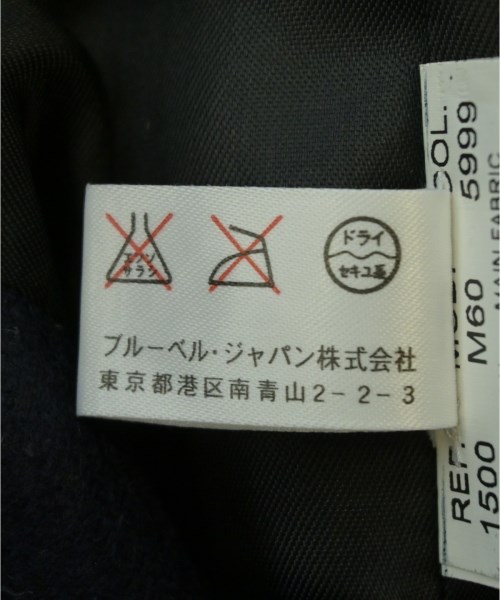 エンソ
サラシ
ドライ
セキユ系
ブルーベル・ジャパン株式会社
東京都港区南青山2-2-3
COL.
5999
MAIN FABRIC
M60
REF.
1500